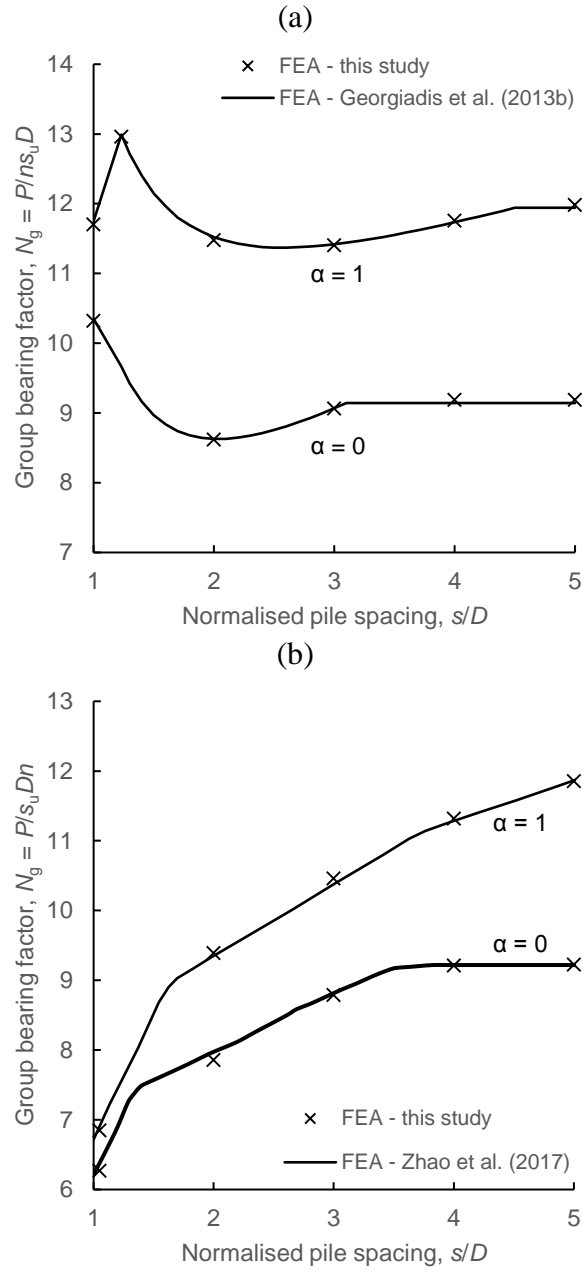 (a)
14
13
12
11
10
9
8
7
Group bearing factor, Ng = P/nsuD
FEA - this study
FEA - Georgiadis et al. (2013b)
α = 1
α = 0
1 2 3 4 5
Normalised pile spacing, s/D
(b)
13
12
11
10
9
8
7
6
Group bearing factor, Ng = P/suDn
α = 1
α = 0
FEA - this study
FEA - Zhao et al. (2017)
1 2 3 4 5
Normalised pile spacing, s/D